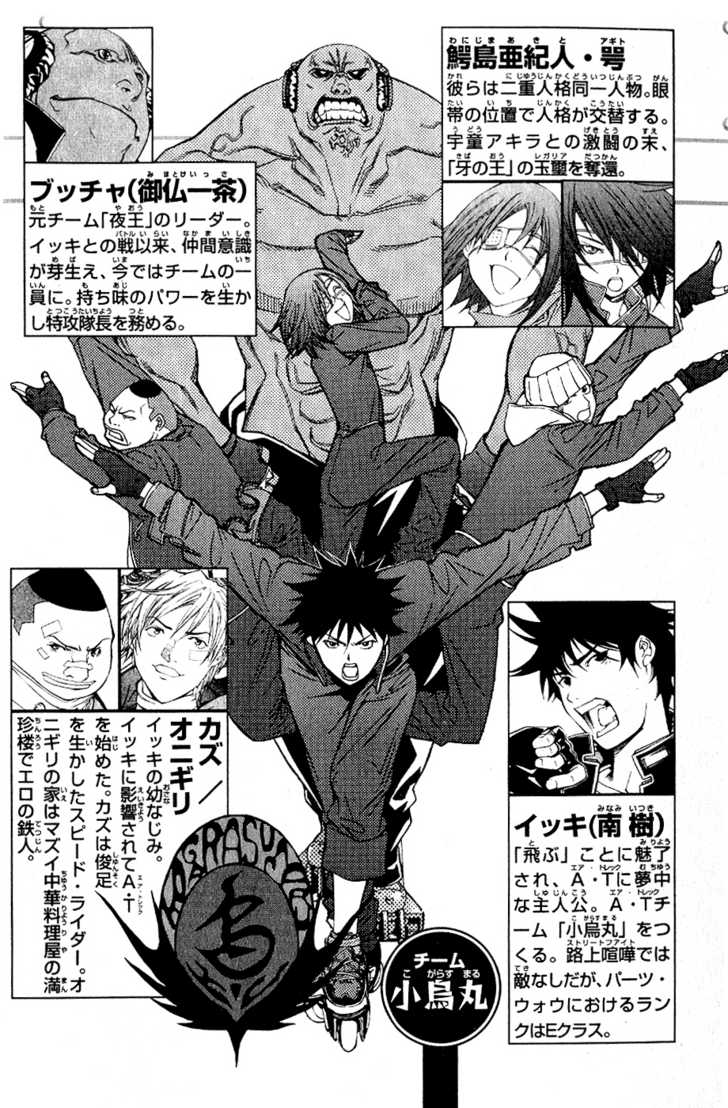 鰐島亜紀人・咢
彼らは二重人格同一人物。眼
帯の位置で人格が交替する。
宇童アキラとの激闘の末、
「牙の王」の玉璽を奪還。
ブッチャ(御仏一茶)
元チーム「夜王」のリーダー。
イッキとの戦以来、仲間意識
が芽生え、今ではチームの一
員に。持ち味のパワーを生か
し特攻隊長を務める。
カズ／
オニギリ
イッキの幼なじみ。
イッキに影響されてA・T
を始めた。カズは俊足
を生かしたスピード・ライダー。オ
ニギリの家はマズイ中華料理屋の満
珍楼でエロの鉄人。
イッキ(南 樹)
「飛ぶ」ことに魅了
され、A・Tに夢中
な主人公。A・Tチ
ーム「小烏丸」をつ
くる。路上喧嘩では
敵なしだが、パーツ・
ウォウにおけるラン
クはEクラス。
チーム
小烏丸
烏